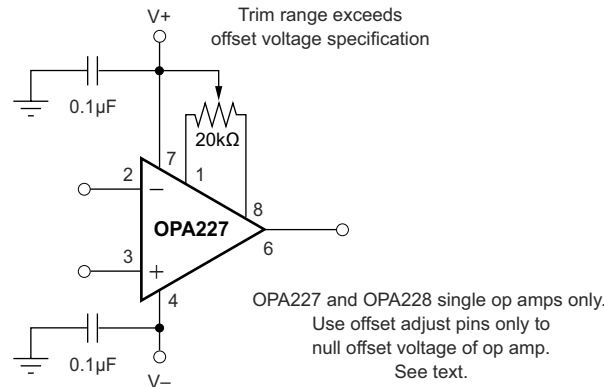 V+
Trim range exceeds
offset voltage specification
0.1µF
20kΩ
7
1
2
–
8
OPA227
6
3
+
4
OPA227 and OPA228 single op amps only.
Use offset adjust pins only to
null offset voltage of op amp.
See text.
0.1µF
V–